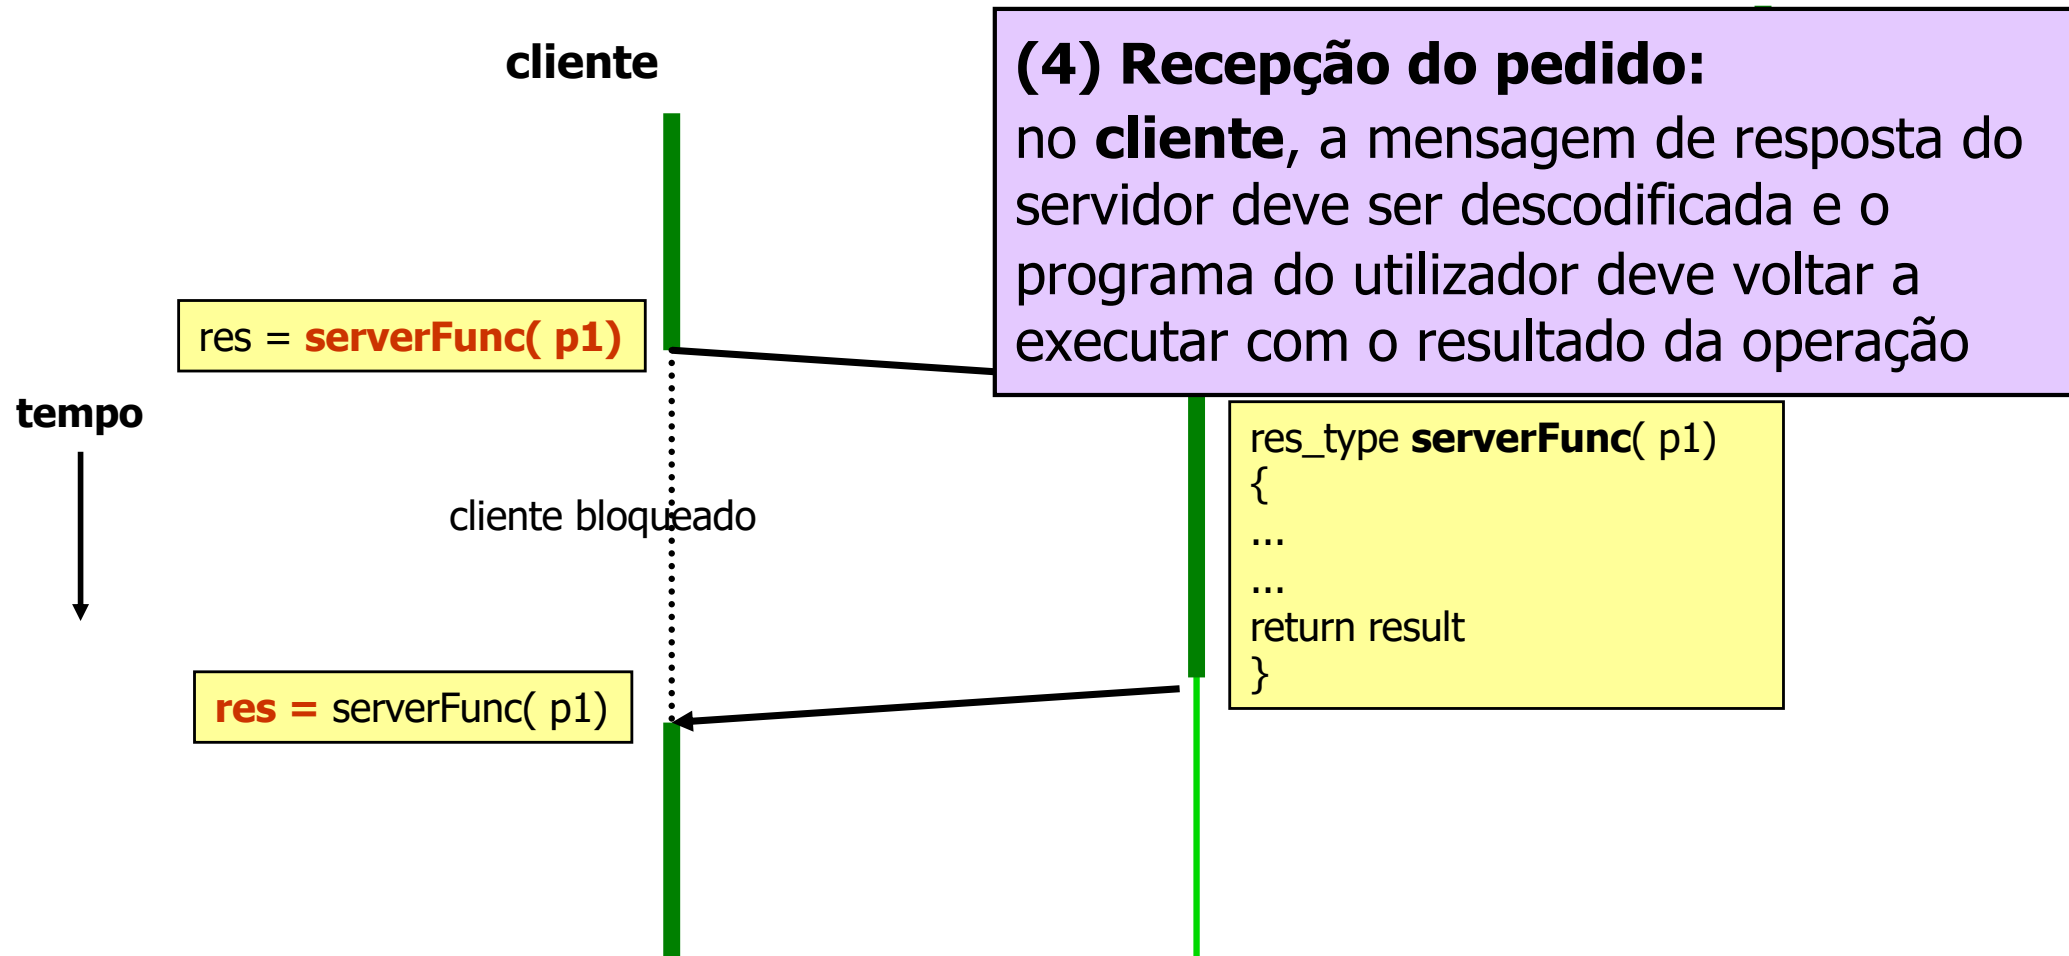 cliente
(4) Recepção do pedido:
no cliente, a mensagem de resposta do
servidor deve ser descodificada e o
programa do utilizador deve voltar a
executar com o resultado da operação
res = serverFunc( p1)
tempo
res_type serverFunc( p1)
{
...
...
return result
}
cliente bloqueado
res = serverFunc( p1)